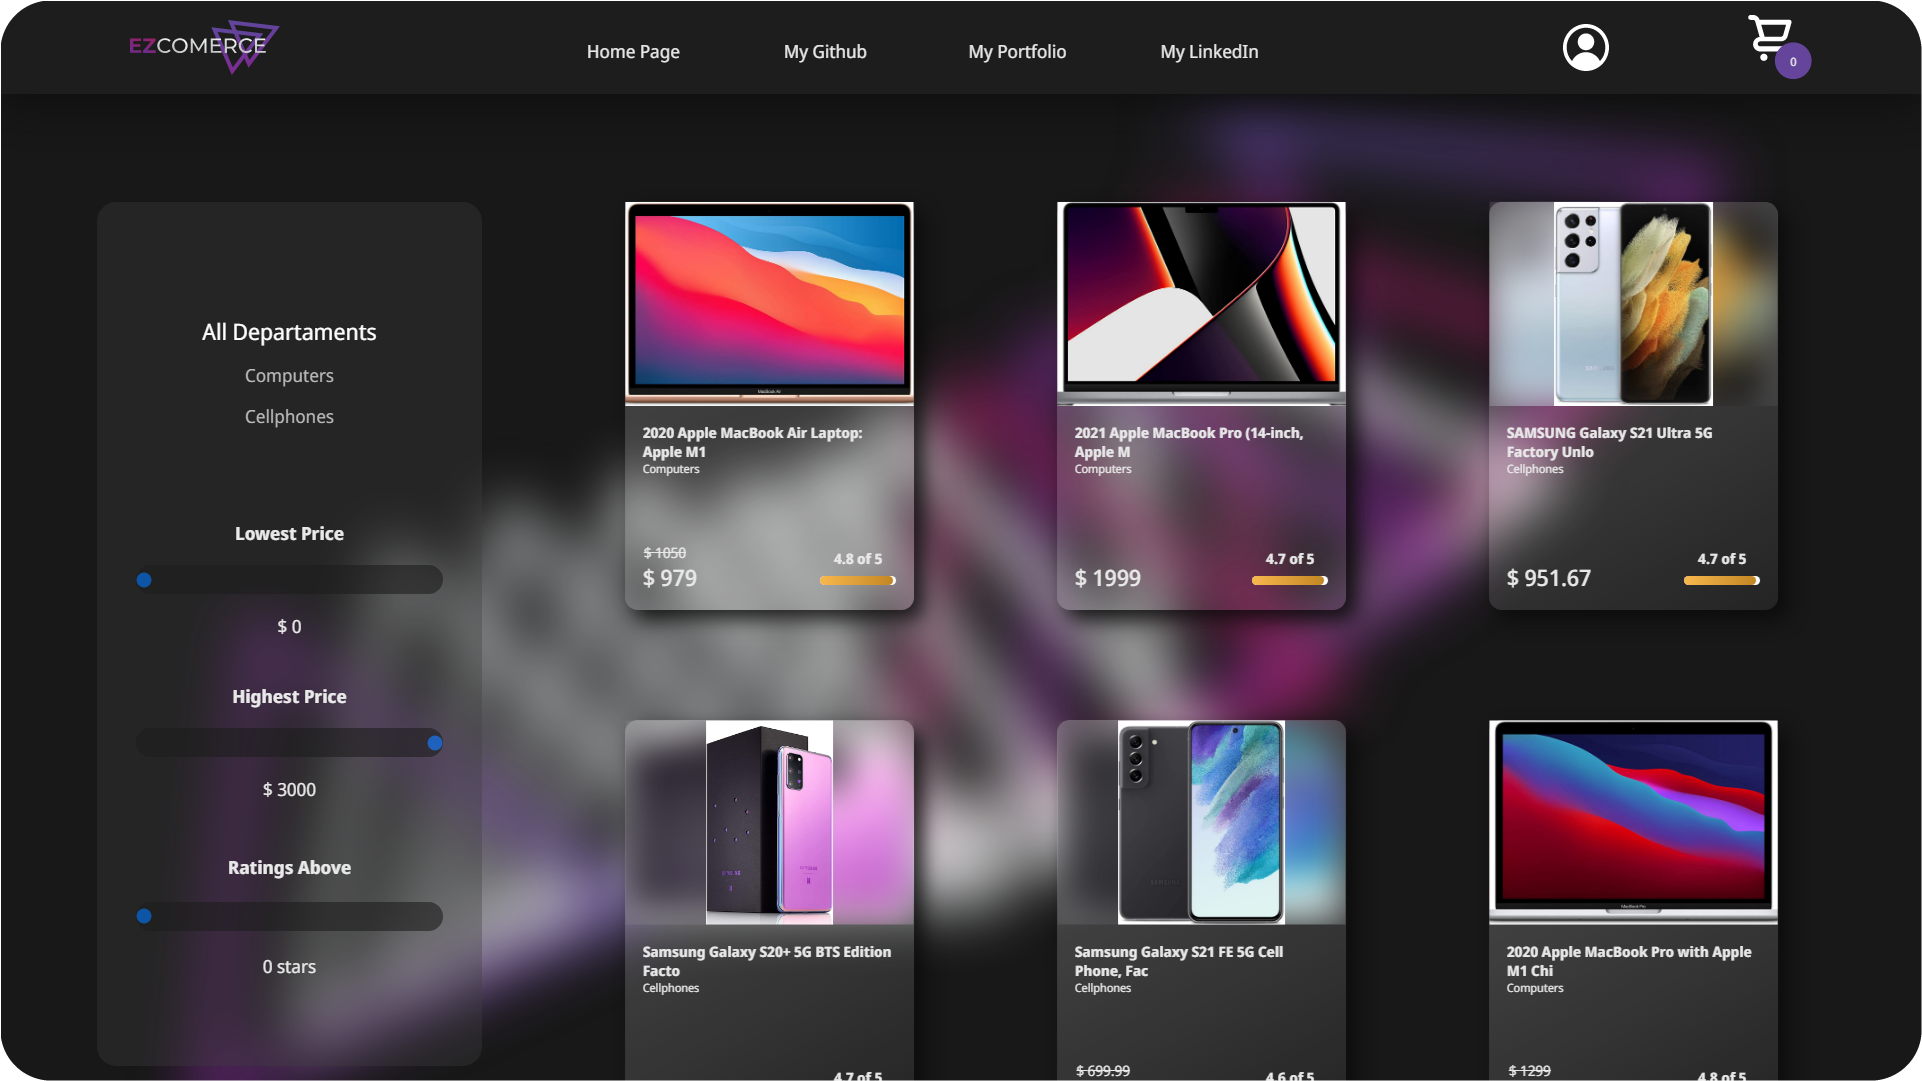 EZCOMERCE
Home Page
My Github
My Portfolio
My LinkedIn
0
All Departaments
Computers
Cellphones
Lowest Price
$ 0
Highest Price
$ 3000
Ratings Above
0 stars
MacBook Air
2020 Apple MacBook Air Laptop:
Apple M1
Computers
$ 1050
$ 979
4.8 of 5
2021 Apple MacBook Pro (14-inch,
Apple M
Computers
$ 1999
4.7 of 5
SAMSUNG Galaxy S21 Ultra 5G
Factory Unlo
Cellphones
$ 951.67
4.7 of 5
Samsung Galaxy S20+ 5G BTS Edition
Facto
Cellphones
4.7 of 5
Samsung Galaxy S21 FE 5G Cell
Phone, Fac
Cellphones
$ 699.99
4.6 of 5
MacBook Pro
2020 Apple MacBook Pro with Apple
M1 Chi
Computers
$ 1299
4.8 of 5